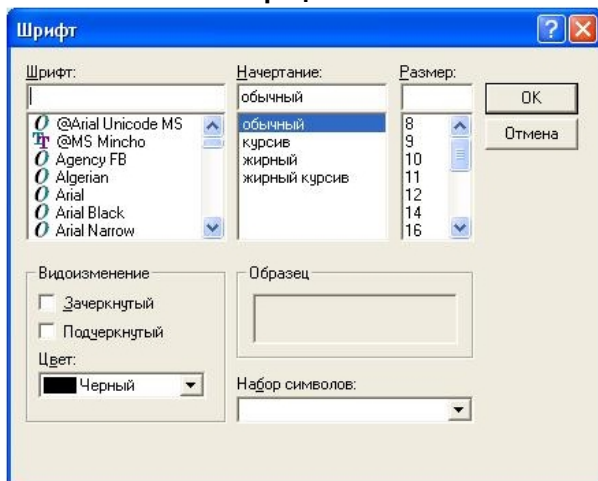 Шрифт
Шрифт:
Начертание:
Размер:
обычный
OK
Отмена
@Arial Unicode MS
@MS Mincho
Agency FB
Algerian
Arial
Arial Black
Arial Narrow
обычный
курсив
жирный
жирный курсив
8
9
10
11
12
14
16
Видоизменение
Зачеркнутый
Подчеркнутый
Цвет:
Черный
Образец
Набор символов: